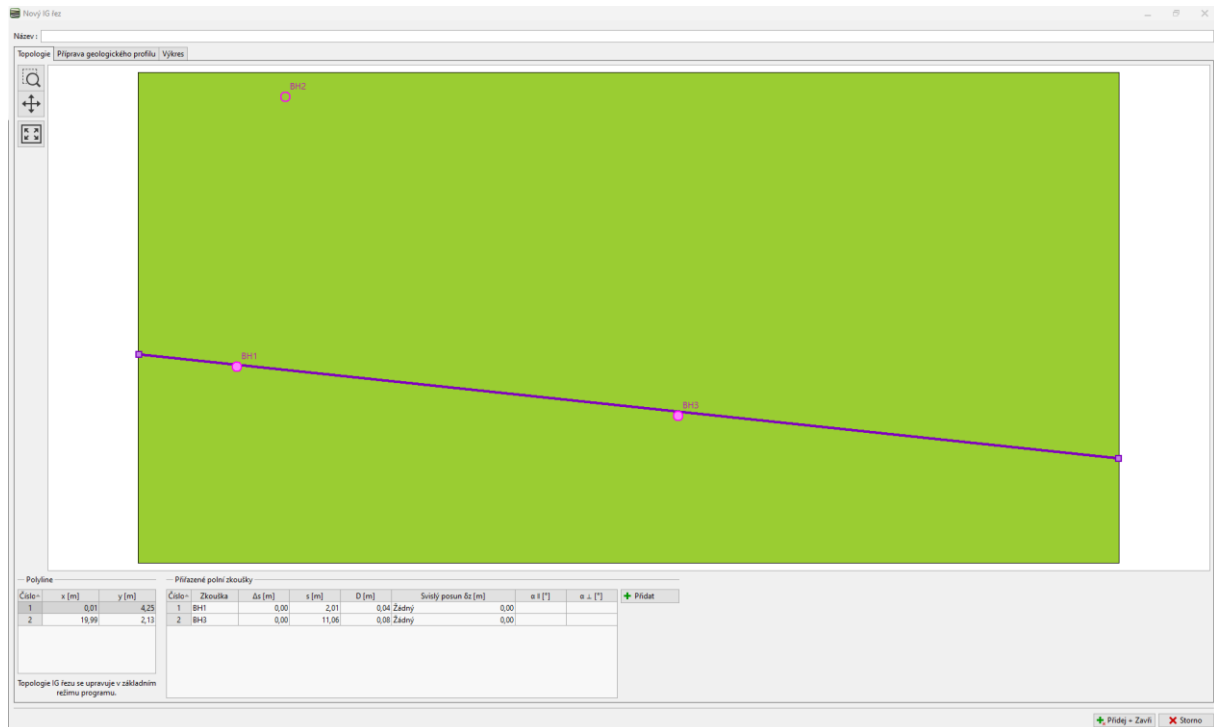 Nový IG řez
Název :
Topologie Příprava geologického profilu Výkres
BH2
BH1
BH3
Polyline
Číslo x [m] y [m]
1 0,01 4,25
2 19,99 2,13
Topologie IG řezu se upravuje v základním
režimu programu.
Přiřazené polní zkoušky
Číslo Zkouška Δs [m] s [m] D [m] Svislý posun δz [m] α ∥ [°] α ⊥ [°]
1 BH1 0,00 2,01 0,04 Žádný 0,00
2 BH3 0,00 11,06 0,08 Žádný 0,00
Přidat
Přidej + Zavři Storno